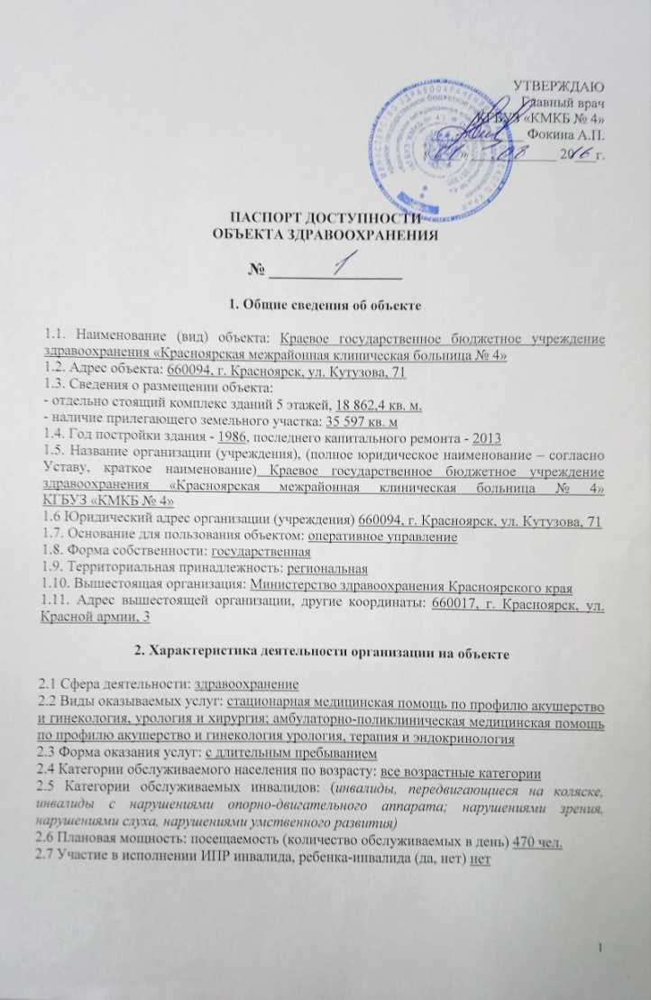 УТВЕРЖДАЮ
Главный врач
КГБУЗ «КМКБ № 4»
Фокина А.П.
«01» 08 2016 г.
ПАСПОРТ ДОСТУПНОСТИ
ОБЪЕКТА ЗДРАВООХРАНЕНИЯ
№ 1
1. Общие сведения об объекте
1.1. Наименование (вид) объекта: Краевое государственное бюджетное учреждение
здравоохранения «Красноярская межрайонная клиническая больница № 4»
1.2. Адрес объекта: 660094, г. Красноярск, ул. Кутузова, 71
1.3. Сведения о размещении объекта:
- отдельно стоящий комплекс зданий 5 этажей, 18 862,4 кв. м.
- наличие прилегающего земельного участка: 35 597 кв. м
1.4. Год постройки здания - 1986, последнего капитального ремонта - 2013
1.5. Название организации (учреждения), (полное юридическое наименование – согласно
Уставу, краткое наименование) Краевое государственное бюджетное учреждение
здравоохранения «Красноярская межрайонная клиническая больница № 4»
КГБУЗ «КМКБ № 4»
1.6 Юридический адрес организации (учреждения) 660094, г. Красноярск, ул. Кутузова, 71
1.7. Основание для пользования объектом: оперативное управление
1.8. Форма собственности: государственная
1.9. Территориальная принадлежность: региональная
1.10. Вышестоящая организация: Министерство здравоохранения Красноярского края
1.11. Адрес вышестоящей организации, другие координаты: 660017, г. Красноярск, ул.
Красной армии, 3
2. Характеристика деятельности организации на объекте
2.1 Сфера деятельности: здравоохранение
2.2 Виды оказываемых услуг: стационарная медицинская помощь по профилю акушерство
и гинекология, урология и хирургия; амбулаторно-поликлиническая медицинская помощь
по профилю акушерство и гинекология урология, терапия и эндокринология
2.3 Форма оказания услуг: с длительным пребыванием
2.4 Категории обслуживаемого населения по возрасту: все возрастные категории
2.5 Категории обслуживаемых инвалидов: (инвалиды, передвигающиеся на коляске,
инвалиды с нарушениями опорно-двигательного аппарата; нарушениями зрения,
нарушениями слуха, нарушениями умственного развития)
2.6 Плановая мощность: посещаемость (количество обслуживаемых в день) 470 чел.
2.7 Участие в исполнении ИПР инвалида, ребенка-инвалида (да, нет) нет
1